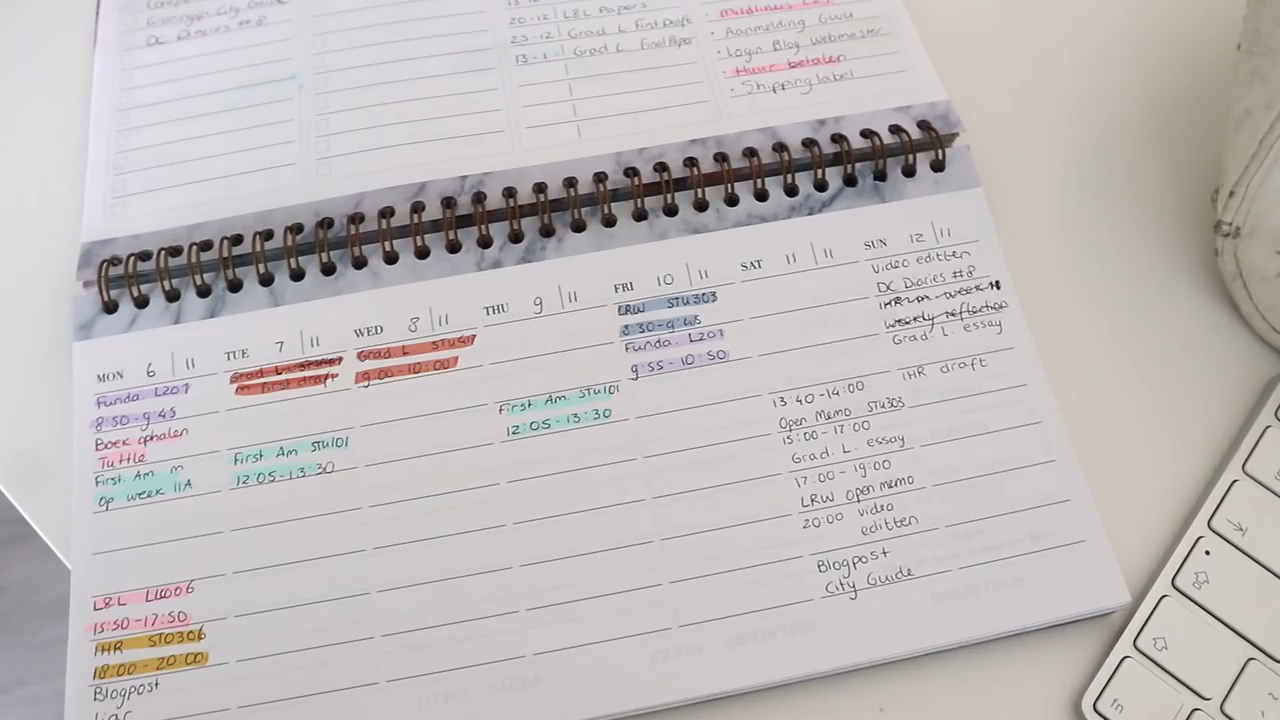 Groningen City Guide
DC Diaries #8
20-12 | L&L Papers
23-12 | Grad L. First Draft
13-1 | Grad L. Final Paper
Aanmelding GWU
Login Blog Webmaster
Huur betalen
Shipping label
MON 6 | 11
Funda. L201
8:50-9:45
Boek ophalen
Tuttle
First. Am m
Op week 11A
L&L LL006
15:50-17:50
IHR STU306
18:00-20:00
Blogpost
TUE 7 | 11
First. Am STU101
12:05-13:30
WED 8 | 11
Grad L. STU417
9:00-10:00
THU 9 | 11
First. Am. STU101
12:05-13:30
FRI 10 | 11
LRW STU303
8:30-9:45
Funda. L201
9:55-10:50
SAT 11 | 11
13:40-14:00
Open Memo STU303
15:00-17:00
Grad. L. essay
17.00-19:00
LRW open memo
20:00 video
editten
Blogpost
City Guide
SUN 12 | 11
Video editten
DC Diaries #8
weekly reflection
Grad. L. essay
IHR draft
fn